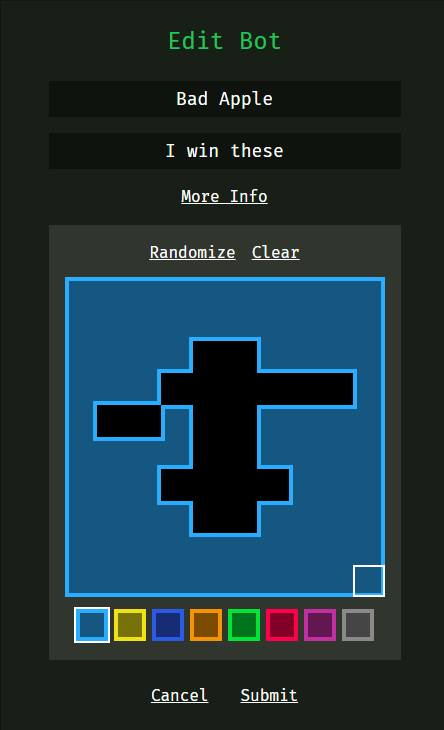 Edit Bot
Bad Apple
I win these
More Info
Randomize Clear
Cancel Submit